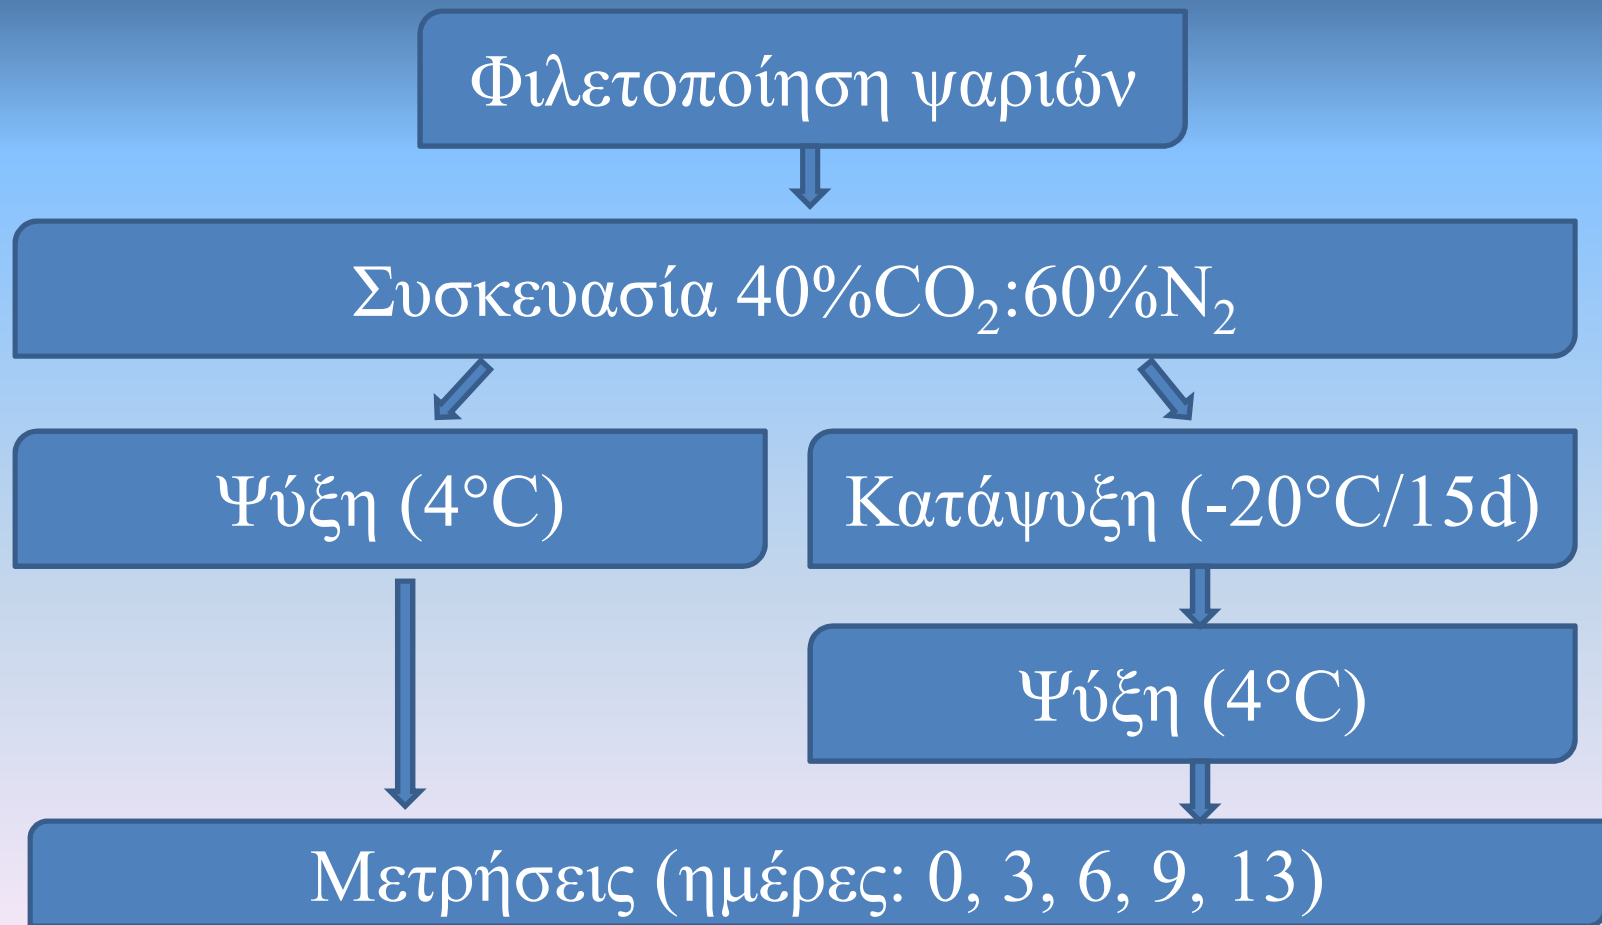 Φιλετοποίηση ψαριών
Συσκευασία 40%CO₂:60%N₂
Ψύξη (4°C)
Κατάψυξη (-20°C/15d)
Ψύξη (4°C)
Μετρήσεις (ημέρες: 0, 3, 6, 9, 13)